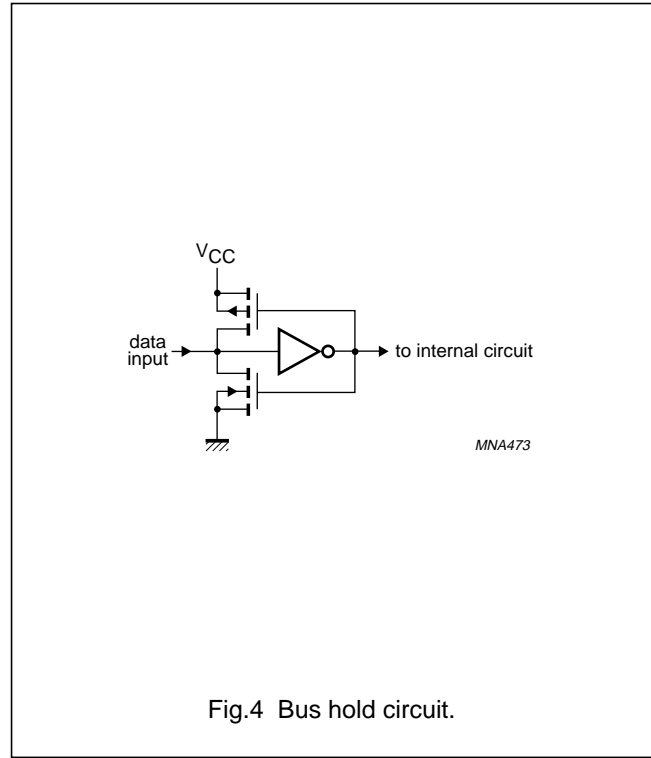 VCC
data
input
to internal circuit
MNA473
Fig.4 Bus hold circuit.